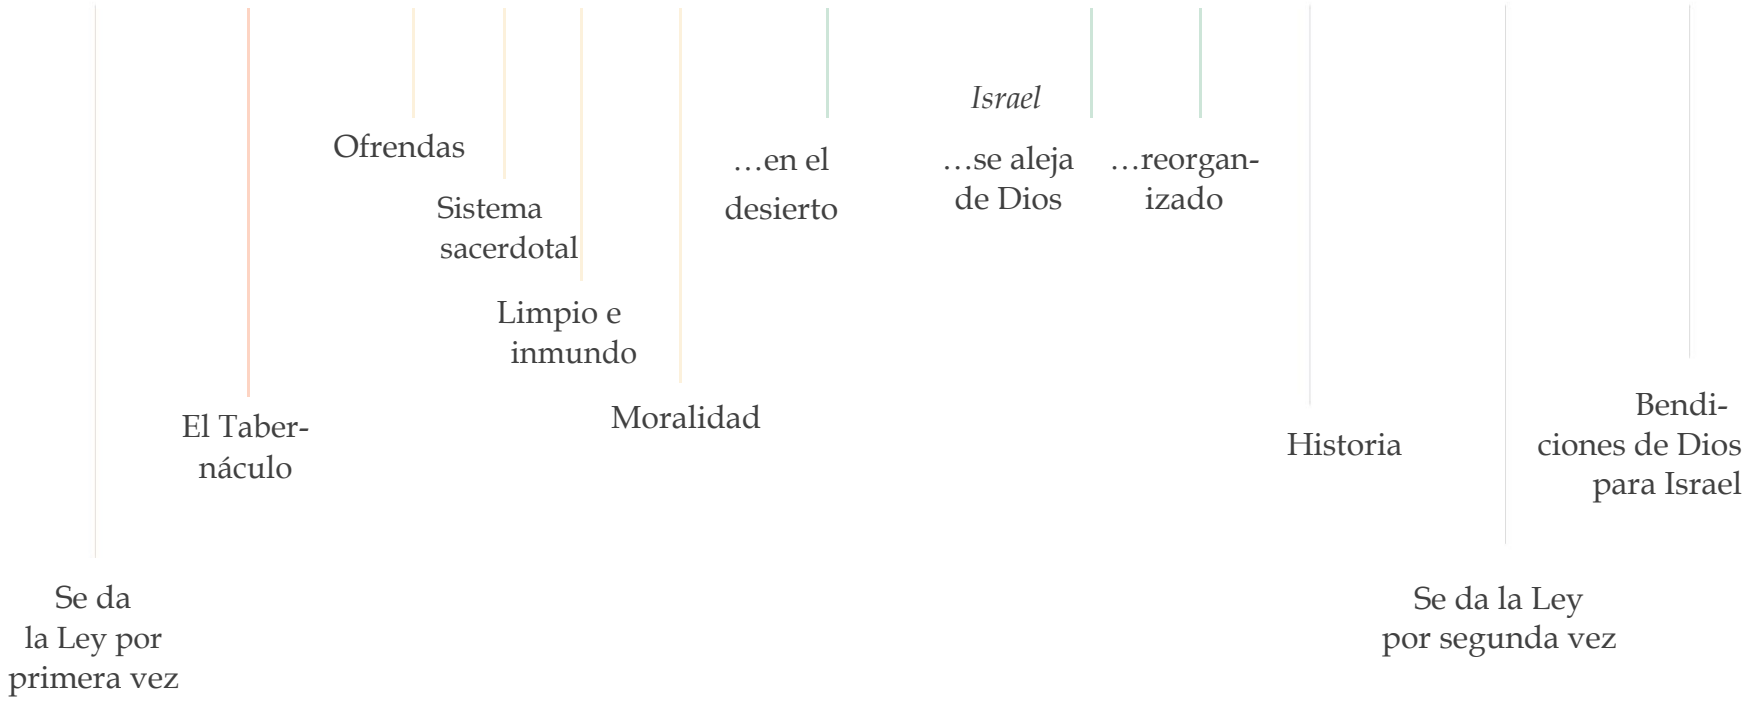 Israel
Ofrendas
Sistema
sacerdotal
Limpio e
inmundo
Moralidad
…en el
desierto
…se aleja
de Dios
…reorgan-
izado
El Taber-
náculo
Historia
Bendi-
ciones de Dios
para Israel
Se da
la Ley por
primera vez
Se da la Ley
por segunda vez